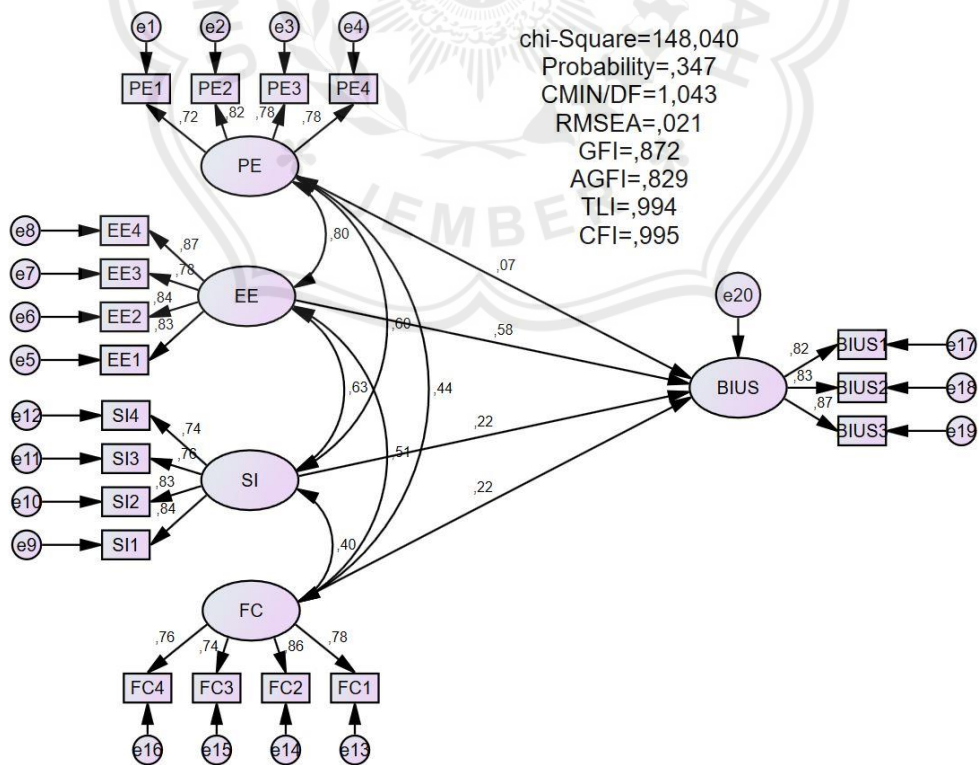 e1 e2 e3 e4
PE1 PE2 PE3 PE4
,72 ,82 ,78 ,78
PE
chi-Square=148,040
Probability=,347
CMIN/DF=1,043
RMSEA=,021
GFI=,872
AGFI=,829
TLI=,994
CFI=,995
JEMBER
e8 EE4 ,87
e7 EE3 ,78
e6 EE2 ,84
e5 EE1 ,83
EE
,80
,07
,58
,60
,63
,44
,51
,22
,22
,40
e20
BIUS
,82 BIUS1 e17
,83 BIUS2 e18
,87 BIUS3 e19
e12 SI4 ,74
e11 SI3 ,76
e10 SI2 ,83
e9 SI1 ,84
SI
FC
,76 ,74 ,86 ,78
FC4 FC3 FC2 FC1
e16 e15 e14 e13